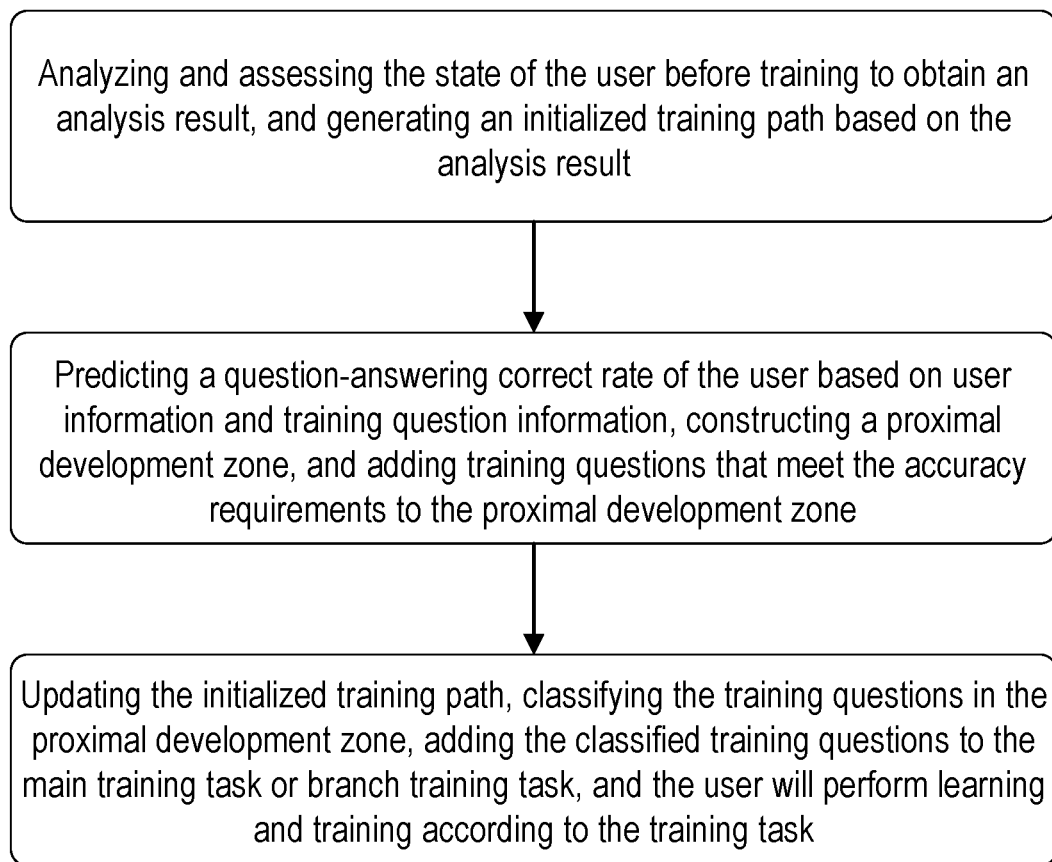 Analyzing and assessing the state of the user before training to obtain an
analysis result, and generating an initialized training path based on the
analysis result
Predicting a question-answering correct rate of the user based on user
information and training question information, constructing a proximal
development zone, and adding training questions that meet the accuracy
requirements to the proximal development zone
Updating the initialized training path, classifying the training questions in the
proximal development zone, adding the classified training questions to the
main training task or branch training task, and the user will perform learning
and training according to the training task